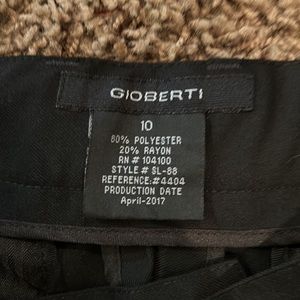 GIOBERTI
10
80% POLYESTER
20% RAYON
RN # 104100
STYLE # SL-88
REFERENCE:#4404
PRODUCTION DATE
April-2017